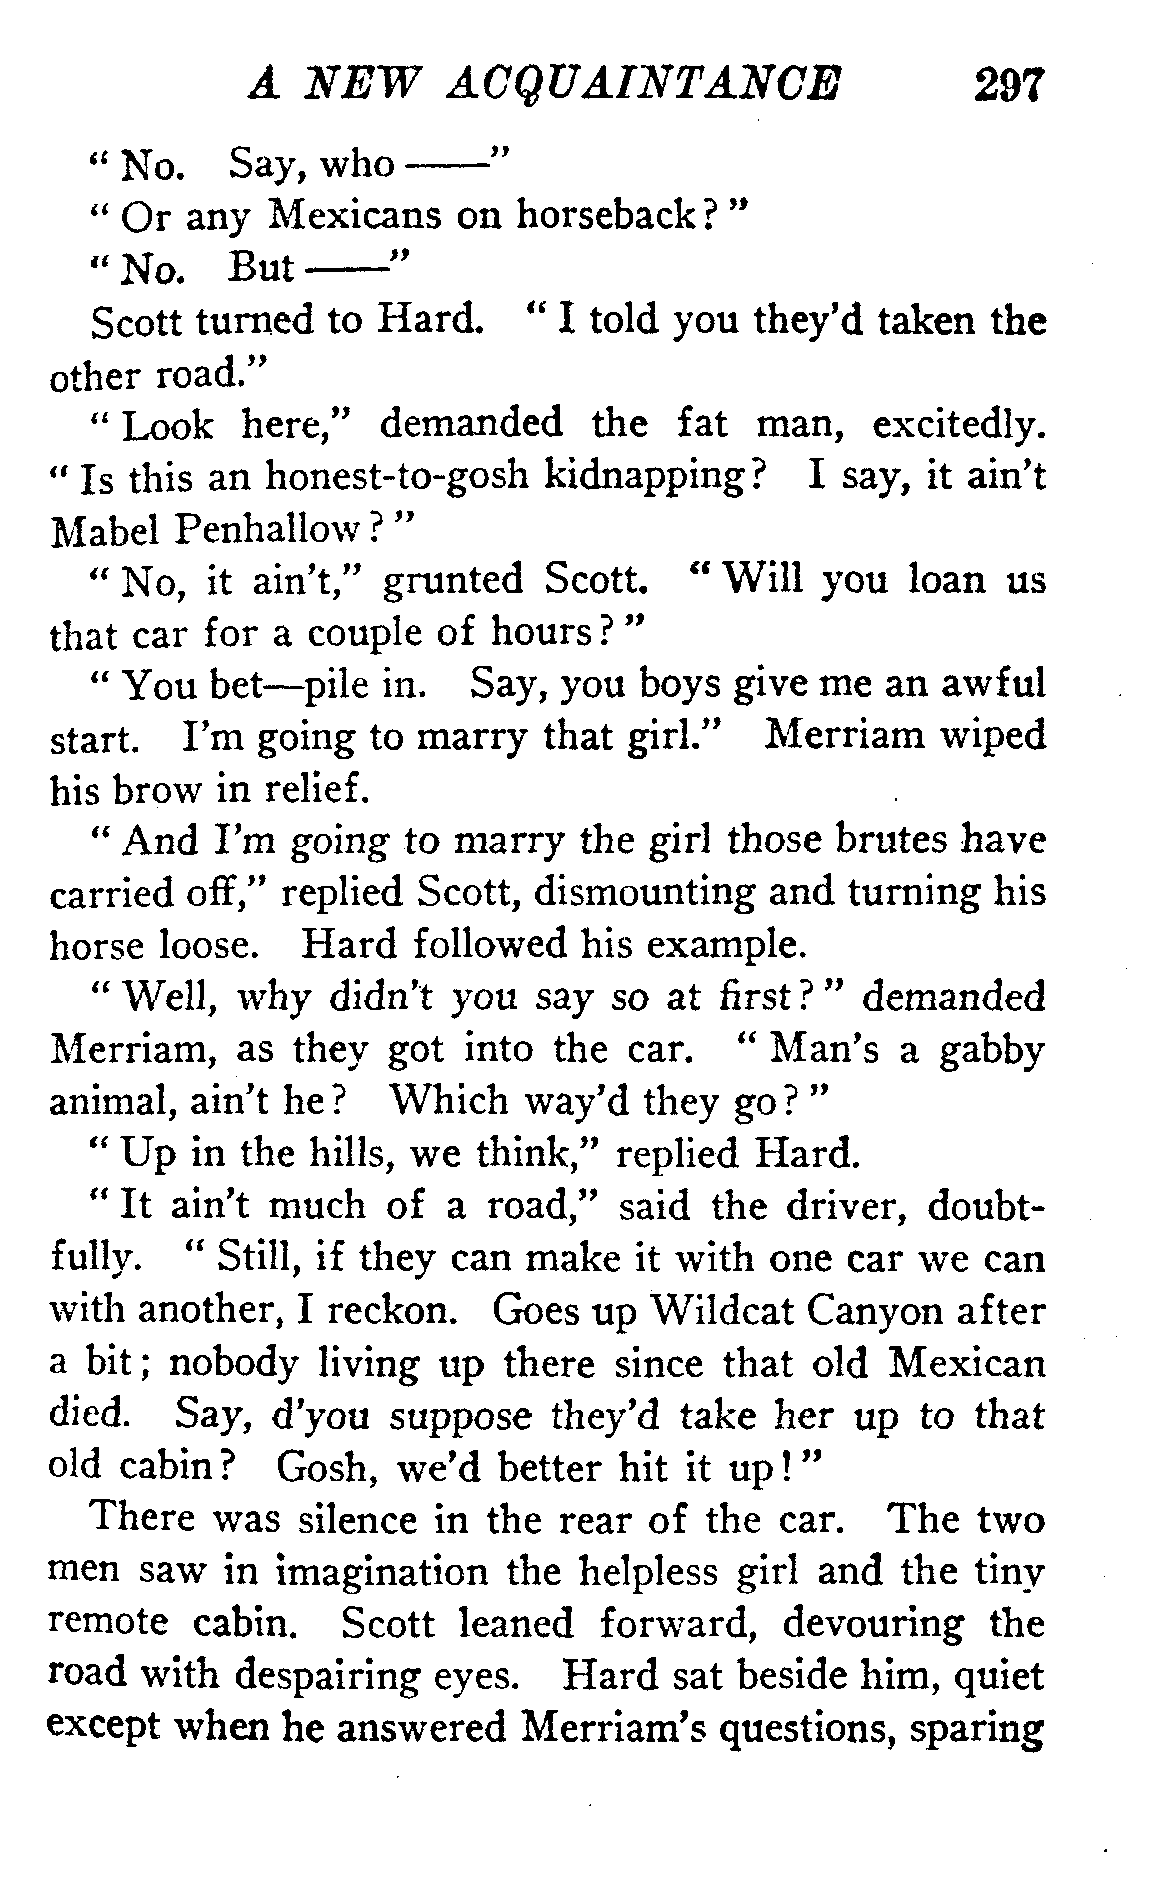 A NEW ACQUAINTANCE 297
“ No. Say, who ——”
“ Or any Mexicans on horseback? ”
“ No. But ——”
Scott turned to Hard. “ I told you they’d taken the
other road.”
“ Look here,” demanded the fat man, excitedly.
“ Is this an honest-to-gosh kidnapping? I say, it ain’t
Mabel Penhallow? ”
“ No, it ain’t,” grunted Scott. “ Will you loan us
that car for a couple of hours? ”
“ You bet—pile in. Say, you boys give me an awful
start. I’m going to marry that girl.” Merriam wiped
his brow in relief.
“ And I’m going to marry the girl those brutes have
carried off,” replied Scott, dismounting and turning his
horse loose. Hard followed his example.
“ Well, why didn’t you say so at first? ” demanded
Merriam, as they got into the car. “ Man’s a gabby
animal, ain’t he? Which way’d they go? ”
“ Up in the hills, we think,” replied Hard.
“ It ain’t much of a road,” said the driver, doubt-
fully. “ Still, if they can make it with one car we can
with another, I reckon. Goes up Wildcat Canyon after
a bit; nobody living up there since that old Mexican
died. Say, d’you suppose they’d take her up to that
old cabin? Gosh, we’d better hit it up! ”
There was silence in the rear of the car. The two
men saw in imagination the helpless girl and the tiny
remote cabin. Scott leaned forward, devouring the
road with despairing eyes. Hard sat beside him, quiet
except when he answered Merriam’s questions, sparing